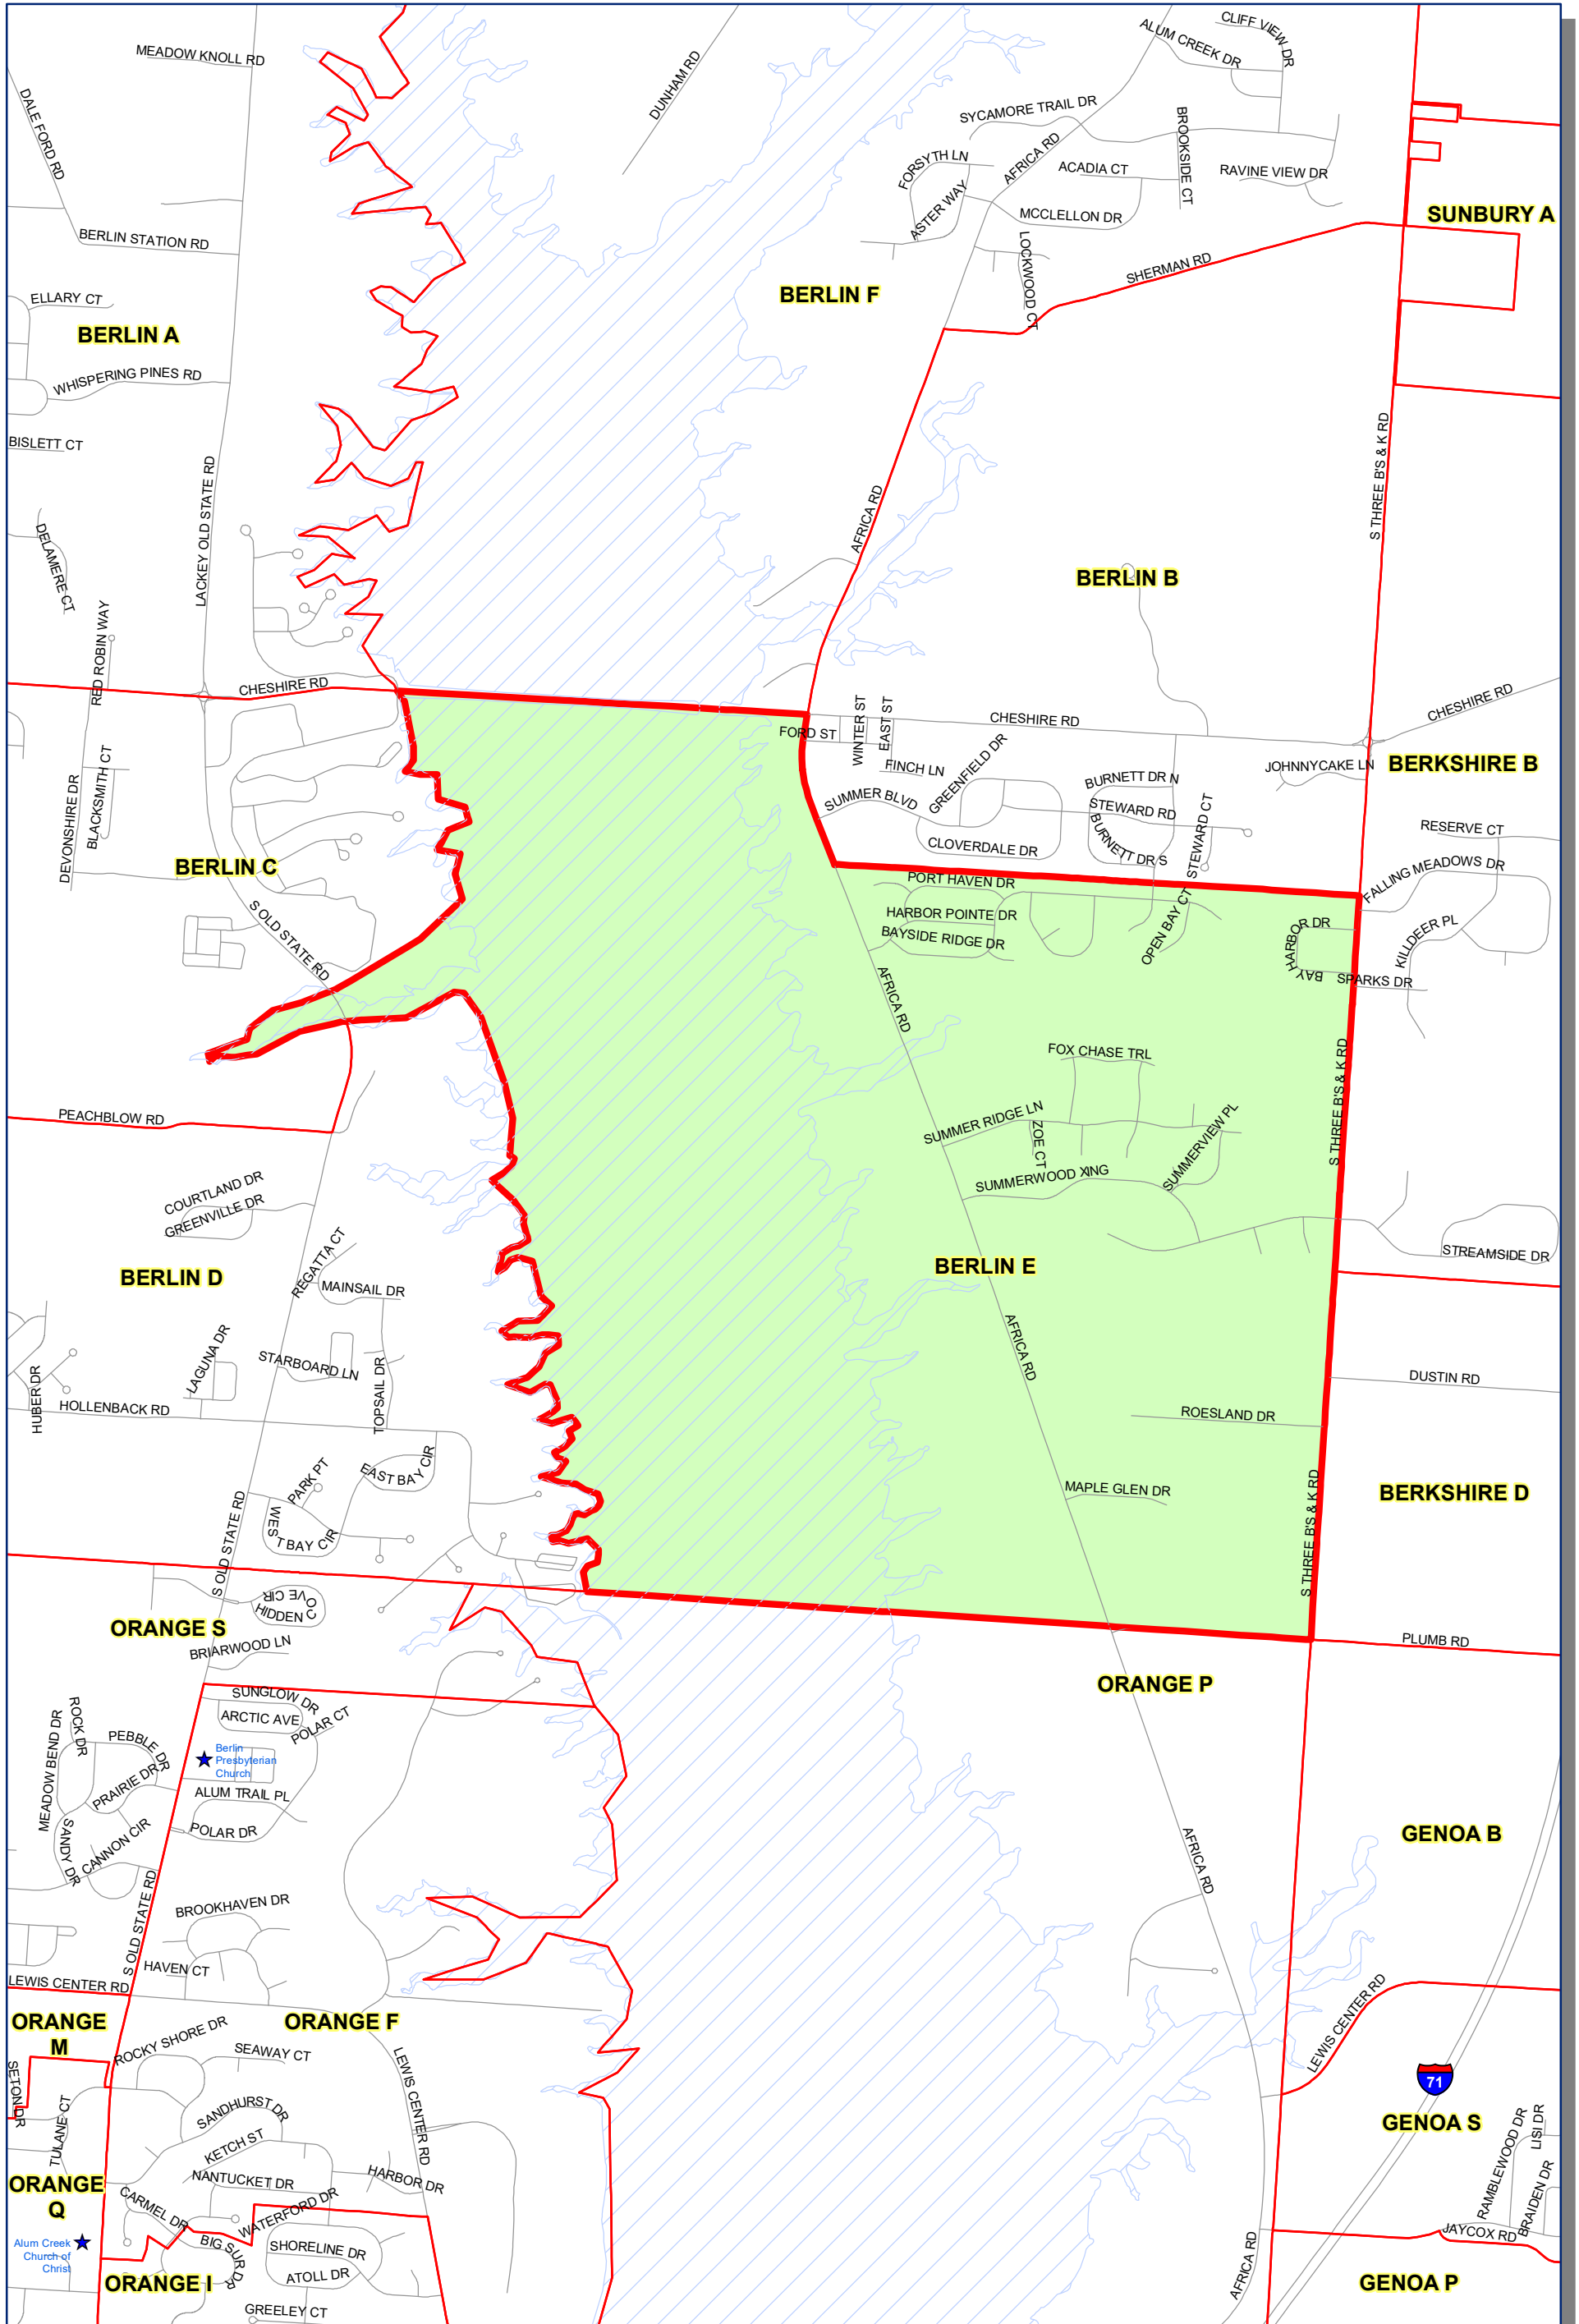 CLIFF VIEW DR
ALUM CREEK DR
MEADOW KNOLL RD
DUNHAM RD
DALE FORD RD
SYCAMORE TRAIL DR
BROOKSIDE CT
AFRICA RD
FORSYTH LN
ACADIA CT
RAVINE VIEW DR
ASTER WAY
MCCLELLON DR
SUNBURY A
BERLIN STATION RD
LOCKWOOD CT
SHERMAN RD
ELLARY CT
BERLIN F
BERLIN A
WHISPERING PINES RD
BISLETT CT
S THREE B'S & K RD
LACKEY OLD STATE RD
AFRICA RD
DELAMERE CT
BERLIN B
RED ROBIN WAY
CHESHIRE RD
CHESHIRE RD
CHESHIRE RD
WINTER ST
EAST ST
FORD ST
FINCH LN
GREENFIELD DR
JOHNNYCAKE LN
BERKSHIRE B
BLACKSMITH CT
DEVONSHIRE DR
BURNETT DR N
SUMMER BLVD
STEWARD RD
STEWARD CT
BURNETT DR S
RESERVE CT
CLOVERDALE DR
BERLIN C
FALLING MEADOWS DR
PORT HAVEN DR
HARBOR POINTE DR
BAYSIDE RIDGE DR
OPEN BAY CT
BAY HARBOR DR
KILLDEER PL
SPARKS DR
S OLD STATE RD
AFRICA RD
FOX CHASE TRL
S THREE B'S & K RD
PEACHBLOW RD
SUMMER RIDGE LN
ZOE CT
SUMMERVIEW PL
SUMMERWOOD XING
COURTLAND DR
GREENVILLE DR
REGATTA CT
STREAMSIDE DR
BERLIN E
BERLIN D
MAINSAIL DR
LAGUNA DR
STARBOARD LN
TOPSAIL DR
AFRICA RD
HUBER DR
DUSTIN RD
HOLLENBACK RD
ROESLAND DR
EAST BAY CIR
PARK PT
WEST BAY CIR
MAPLE GLEN DR
BERKSHIRE D
S THREE B'S & K RD
S OLD STATE RD
HIDDEN COVE CIR
ORANGE S
BRIARWOOD LN
PLUMB RD
ORANGE P
SUNGLOW DR
ARCTIC AVE
POLAR CT
ROCK DR
MEADOW BEND DR
PEBBLE DR
Berlin
Presbyterian
Church
PRAIRIE DR
ALUM TRAIL PL
POLAR DR
SANDY DR
CANNON CIR
GENOA B
AFRICA RD
S OLD STATE RD
BROOKHAVEN DR
HAVEN CT
LEWIS CENTER RD
ORANGE
M
ORANGE F
ROCKY SHORE DR
SEAWAY CT
LEWIS CENTER RD
LEWIS CENTER RD
71
SETON DR
TULANE CT
SANDHURST DR
KETCH ST
GENOA S
RAMBLEWOOD DR
LISI DR
BRAIDEN DR
ORANGE
Q
NANTUCKET DR
HARBOR DR
CARMEL DR
WATERFORD DR
JAYCOX RD
Alum Creek
Church of
Christ
BIG SUR DR
SHORELINE DR
ATOLL DR
ORANGE I
AFRICA RD
GENOA P
GREELEY CT